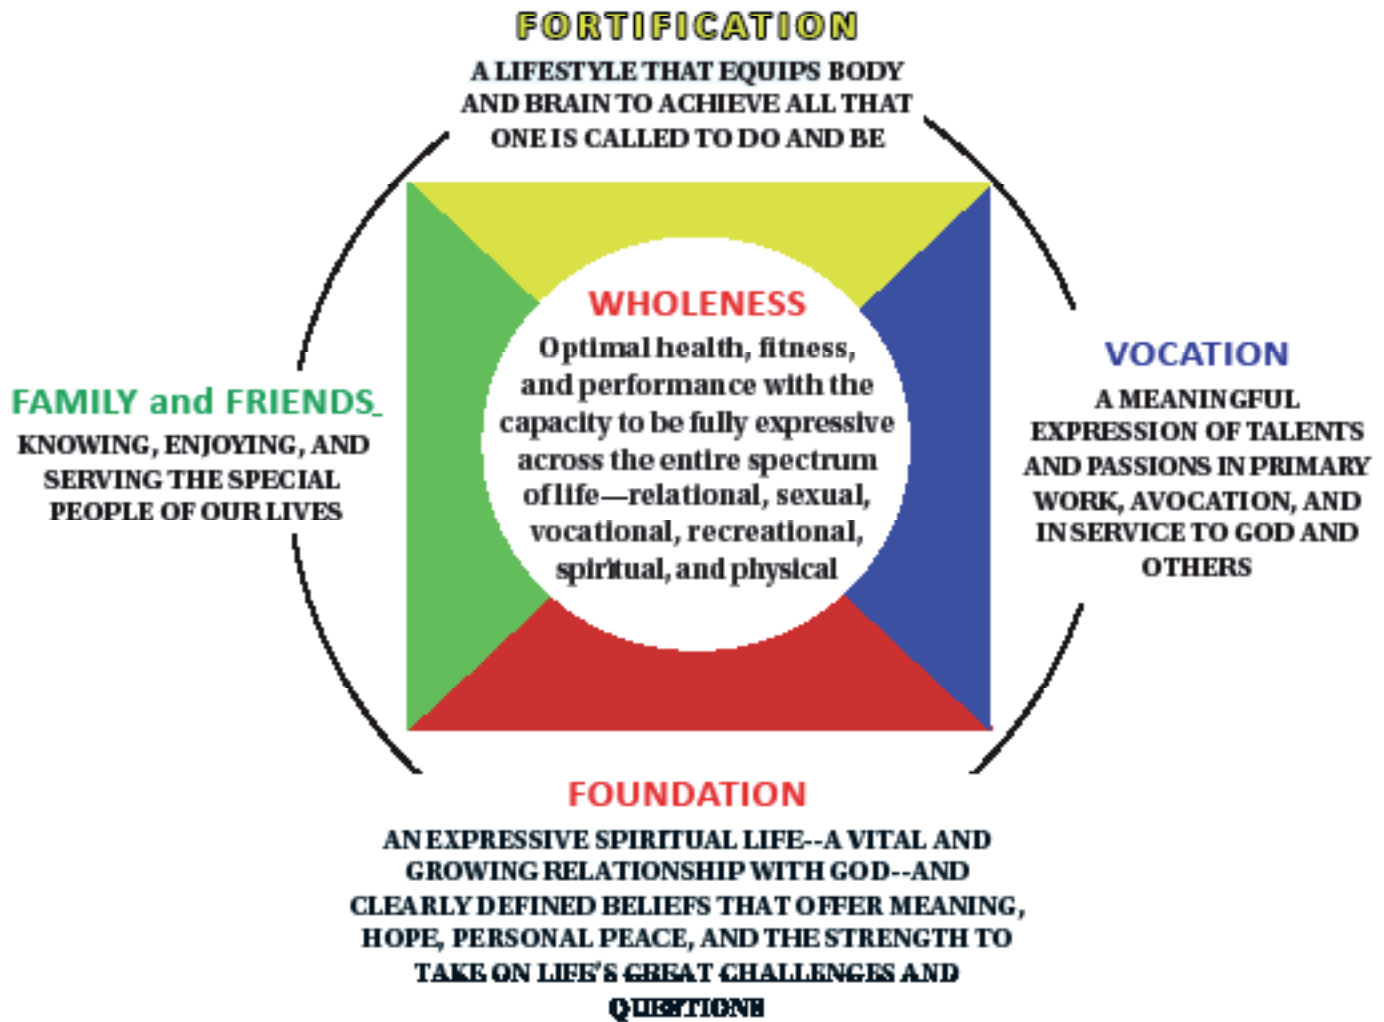 FORTIFICATION
A LIFESTYLE THAT EQUIPS BODY
AND BRAIN TO ACHIEVE ALL THAT
ONE IS CALLED TO DO AND BE
WHOLENESS
Optimal health, fitness,
and performance with the
capacity to be fully expressive
across the entire spectrum
of life—relational, sexual,
vocational, recreational,
spiritual, and physical
FAMILY and FRIENDS_
KNOWING, ENJOYING, AND
SERVING THE SPECIAL
PEOPLE OF OUR LIVES
VOCATION
A MEANINGFUL
EXPRESSION OF TALENTS
AND PASSIONS IN PRIMARY
WORK, AVOCATION, AND
IN SERVICE TO GOD AND
OTHERS
FOUNDATION
AN EXPRESSIVE SPIRITUAL LIFE--A VITAL AND
GROWING RELATIONSHIP WITH GOD--AND
CLEARLY DEFINED BELIEFS THAT OFFER MEANING,
HOPE, PERSONAL PEACE, AND THE STRENGTH TO
TAKE ON LIFE'S GREAT CHALLENGES AND
QUESTIONS